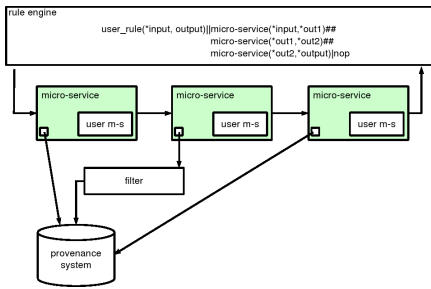 rule engine
user_rule(*input, output)||micro-service(*input,*out1)##
micro-service(*out1,*out2)##
micro-service(*out2,*output)|nop
micro-service
micro-service
micro-service
user m-s
user m-s
user m-s
filter
provenance
system